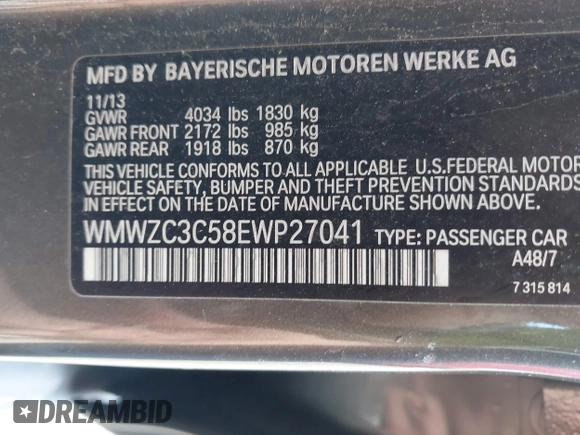 MFD BY BAYERISCHE MOTOREN WERKE AG
11/13
GVWR 4034 lbs 1830 kg
GAWR FRONT 2172 lbs 985 kg
GAWR REAR 1918 lbs 870 kg
THIS VEHICLE CONFORMS TO ALL APPLICABLE U.S.FEDERAL MOTOR
VEHICLE SAFETY, BUMPER AND THEFT PREVENTION STANDARDS
IN EFFECT ON THE DATE OF MANUFACTURE SHOWN ABOVE.
WMWZC3C58EWP27041 TYPE: PASSENGER CAR
A48/7
7 315 814
DREAMBID